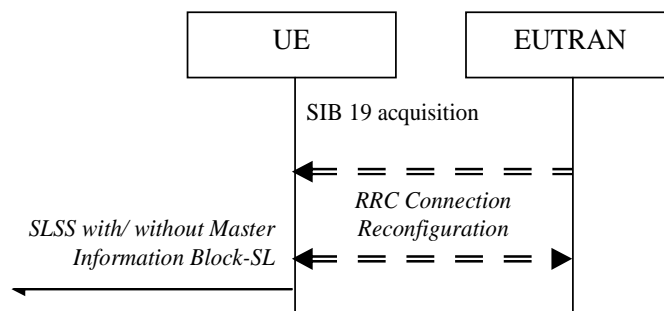 UE
EUTRAN
SIB 19 acquisition
RRC Connection
Reconfiguration
SLSS with/ without Master
Information Block-SL